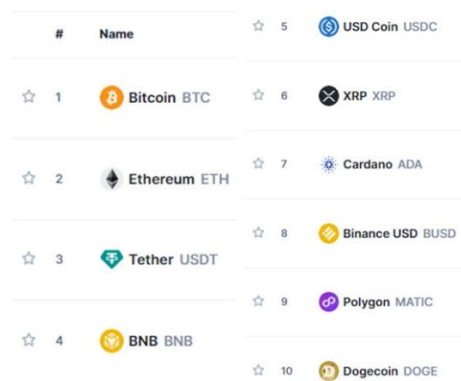 # Name
1 Bitcoin BTC
2 Ethereum ETH
3 Tether USDT
4 BNB BNB
5 USD Coin USDC
6 XRP XRP
7 Cardano ADA
8 Binance USD BUSD
9 Polygon MATIC
10 Dogecoin DOGE